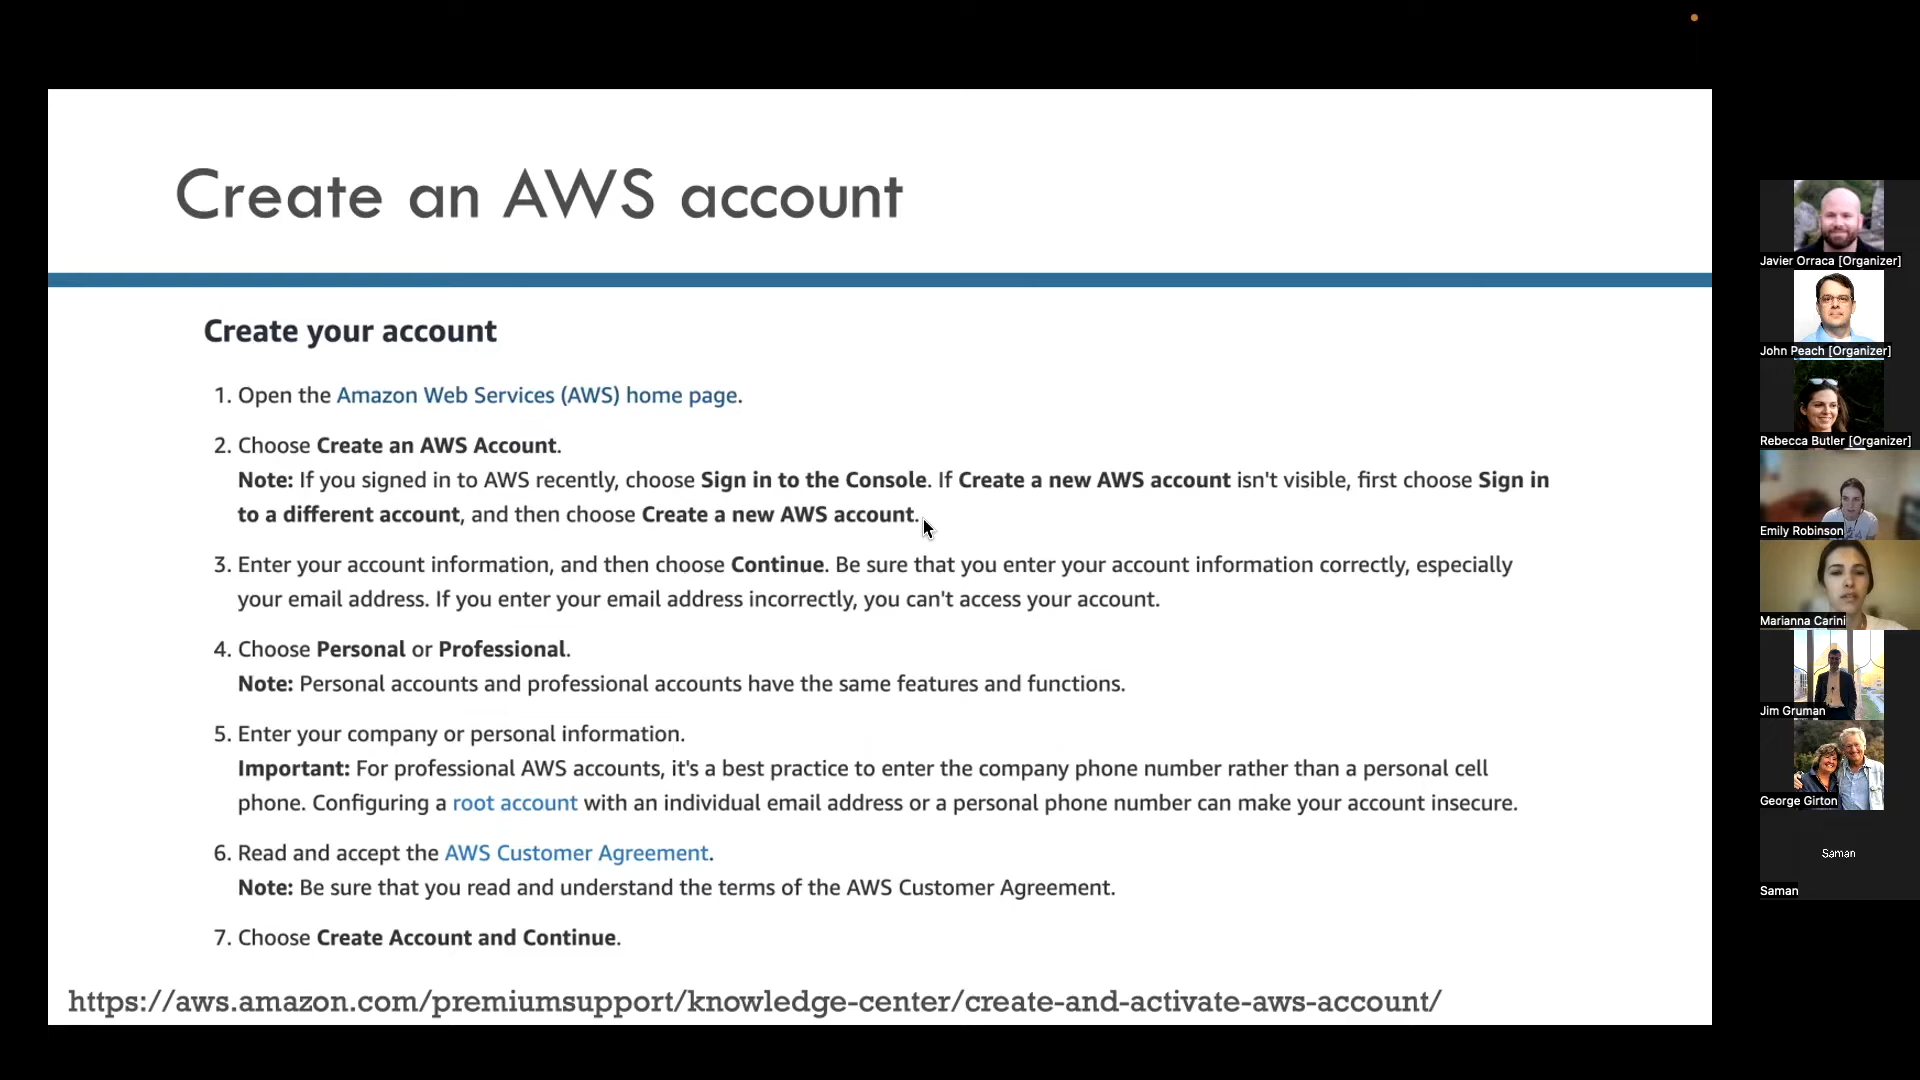 Create an AWS account
Create your account
1. Open the Amazon Web Services (AWS) home page.
2. Choose Create an AWS Account.
Note: If you signed in to AWS recently, choose Sign in to the Console. If Create a new AWS account isn't visible, first choose Sign in
to a different account, and then choose Create a new AWS account.
3. Enter your account information, and then choose Continue. Be sure that you enter your account information correctly, especially
your email address. If you enter your email address incorrectly, you can't access your account.
4. Choose Personal or Professional.
Note: Personal accounts and professional accounts have the same features and functions.
5. Enter your company or personal information.
Important: For professional AWS accounts, it's a best practice to enter the company phone number rather than a personal cell
phone. Configuring a root account with an individual email address or a personal phone number can make your account insecure.
6. Read and accept the AWS Customer Agreement.
Note: Be sure that you read and understand the terms of the AWS Customer Agreement.
7. Choose Create Account and Continue.
https://aws.amazon.com/premiumsupport/knowledge-center/create-and-activate-aws-account/
Javier Orraca [Organizer]
John Peach [Organizer]
Rebecca Butler [Organizer]
Emily Robinson
Marianna Carini
Jim Gruman
George Girton
Saman
Saman